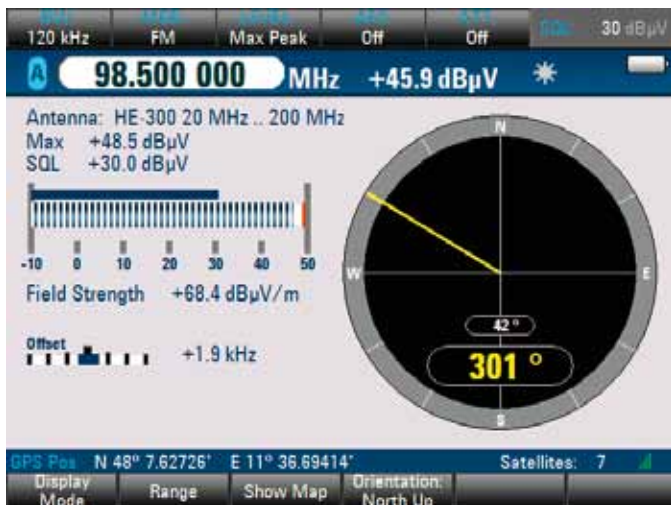 120 kHz FM Max Peak Off Off 30 dBµV
A 98.500 000 MHz +45.9 dBµV
Antenna: HE-300 20 MHz .. 200 MHz
Max +48.5 dBµV
SQL +30.0 dBµV
-10 0 10 20 30 40 50
Field Strength +68.4 dBµV/m
Offset +1.9 kHz
N
W
E
42 °
301 °
S
GPS Pos N 48° 7.62726' E 11° 36.69414' Satellites: 7
Display Mode
Range
Show Map
Orientation: North Up